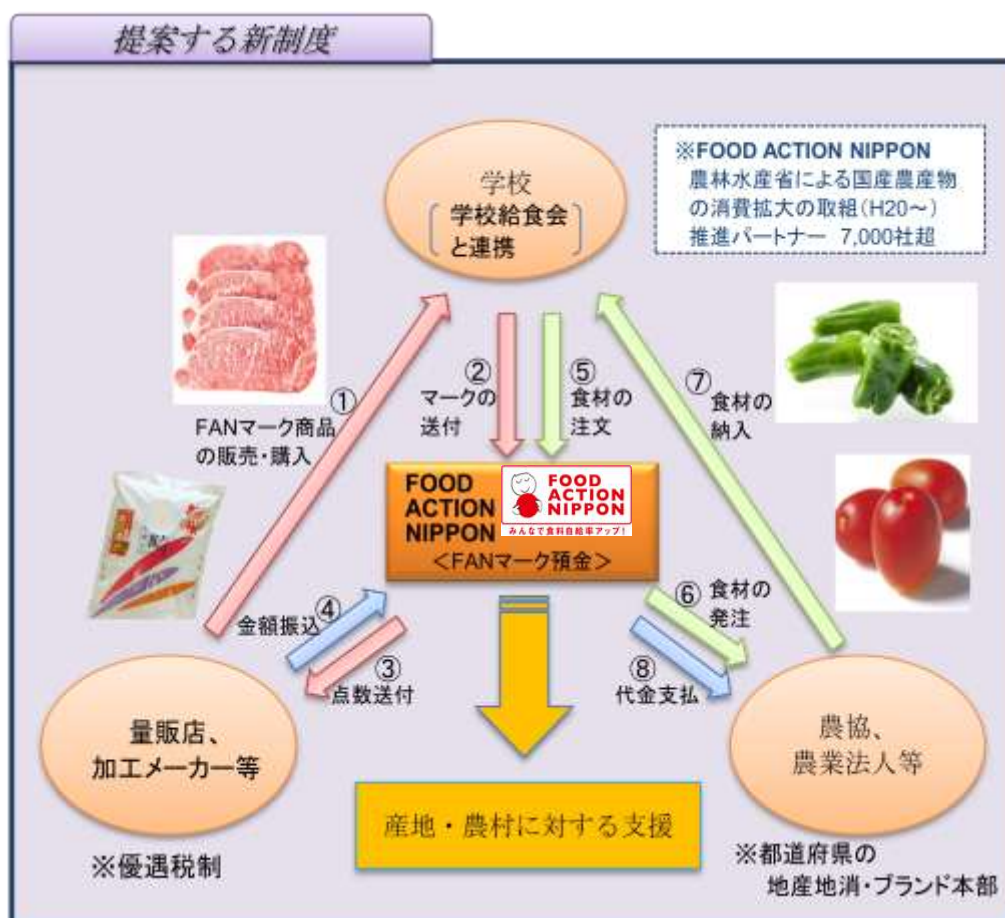 提案する新制度
学校
学校給食会
と連携
※FOOD ACTION NIPPON
農林水産省による国産農産物
の消費拡大の取組(H20～)
推進パートナー 7,000社超
①
FANマーク商品
の販売・購入
②
マークの
送付
⑤
食材の
注文
⑦
食材の
納入
FOOD
ACTION
NIPPON
<FANマーク預金>
FOOD
ACTION
NIPPON
みんなで食料自給率アップ!
④
金額振込
③
点数送付
⑥
食材の
発注
⑧
代金支払
量販店、
加工メーカー等
農協、
農業法人等
産地・農村に対する支援
※優遇税制
※都道府県の
地産地消・ブランド本部